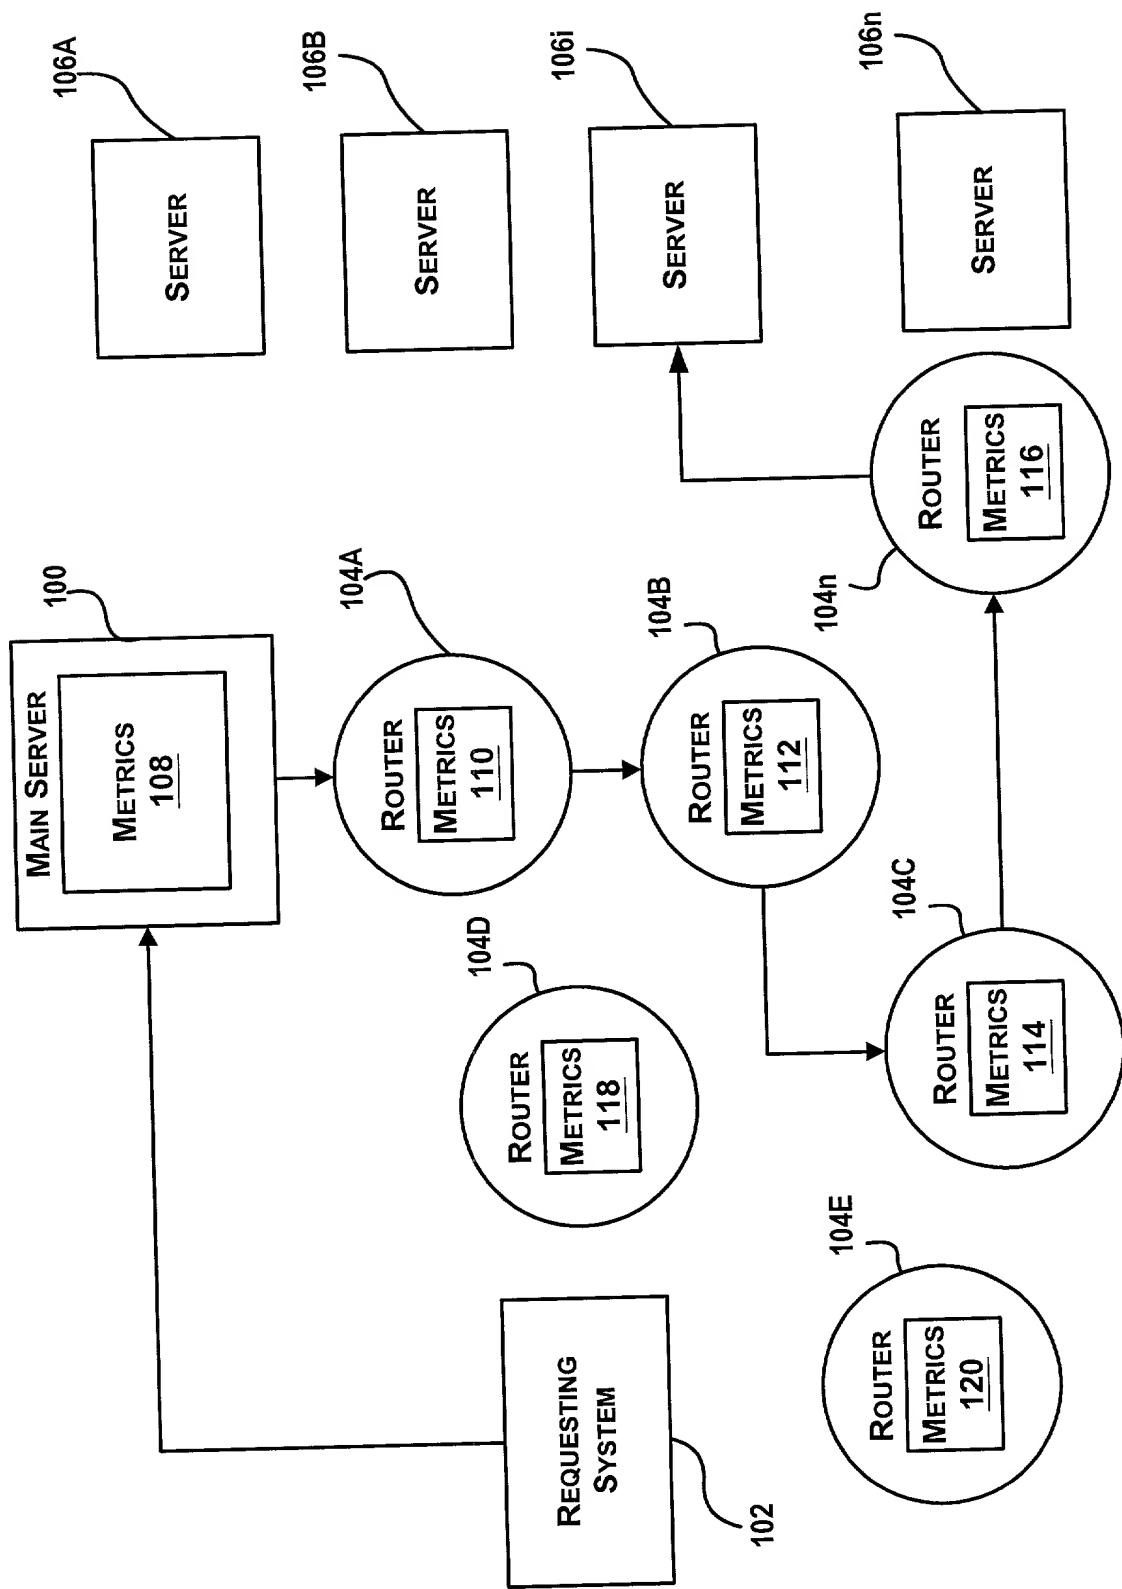 100
MAIN SERVER
METRICS
108
106A
SERVER
106B
SERVER
106i
SERVER
106n
SERVER
104A
ROUTER
METRICS
110
104B
ROUTER
METRICS
112
104n
ROUTER
METRICS
116
104C
ROUTER
METRICS
114
104D
ROUTER
METRICS
118
104E
ROUTER
METRICS
120
REQUESTING
SYSTEM
102